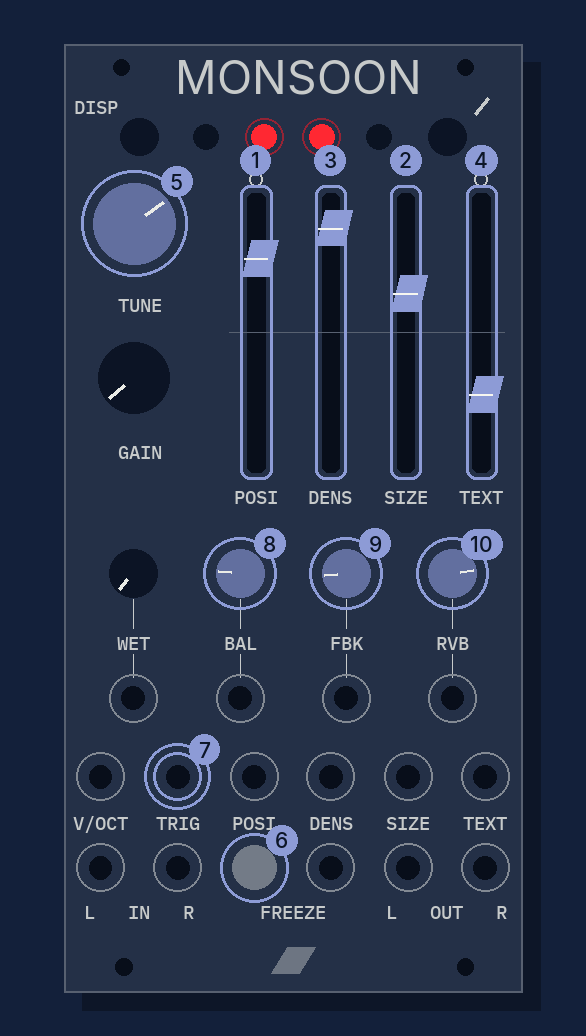 MONSOON
DISP
1 3 2 4
5
TUNE
GAIN
POSI DENS SIZE TEXT
8 9 10
WET BAL FBK RVB
7
V/OCT TRIG POSI DENS SIZE TEXT
6
L IN R FREEZE L OUT R